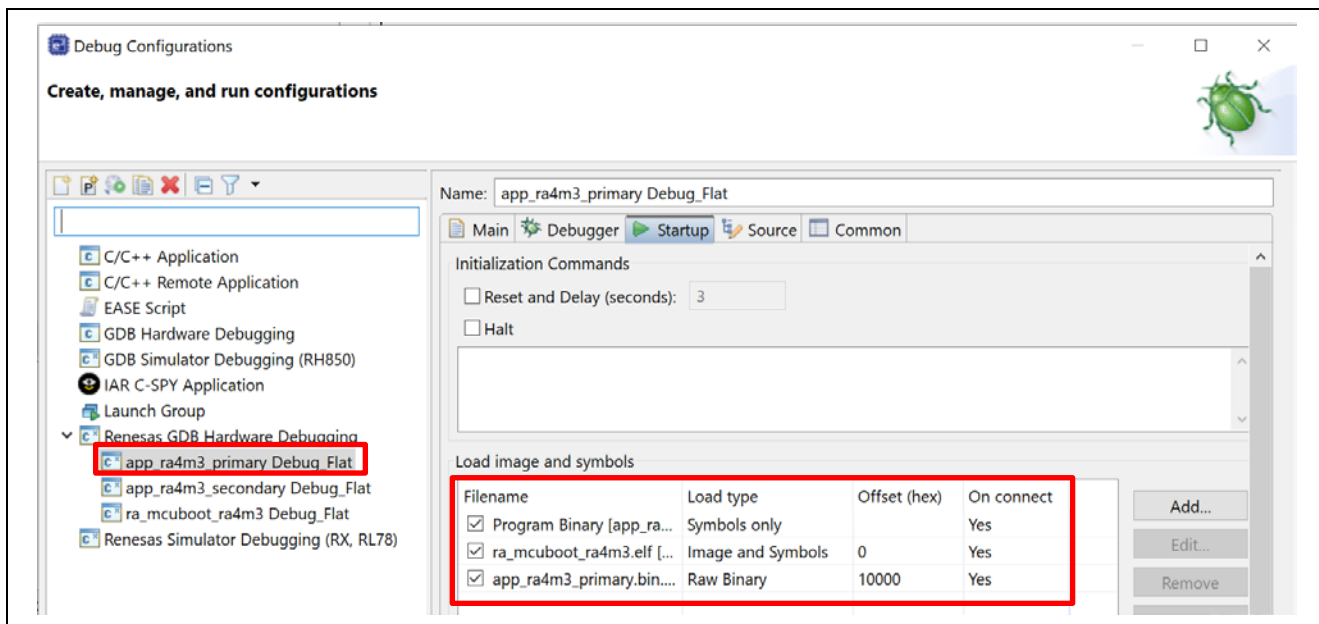 Debug Configurations
Create, manage, and run configurations
Name: app_ra4m3_primary Debug_Flat
Main Debugger Startup Source Common
C/C++ Application
C/C++ Remote Application
EASE Script
GDB Hardware Debugging
GDB Simulator Debugging (RH850)
IAR C-SPY Application
Launch Group
Renesas GDB Hardware Debugging
app_ra4m3_primary Debug_Flat
app_ra4m3_secondary Debug_Flat
ra_mcuboot_ra4m3 Debug_Flat
Renesas Simulator Debugging (RX, RL78)
Initialization Commands
Reset and Delay (seconds): 3
Halt
Load image and symbols
Filename Load type Offset (hex) On connect
Program Binary [app_ra... Symbols only Yes
ra_mcuboot_ra4m3.elf [... Image and Symbols 0 Yes
app_ra4m3_primary.bin.... Raw Binary 10000 Yes
Add...
Edit...
Remove